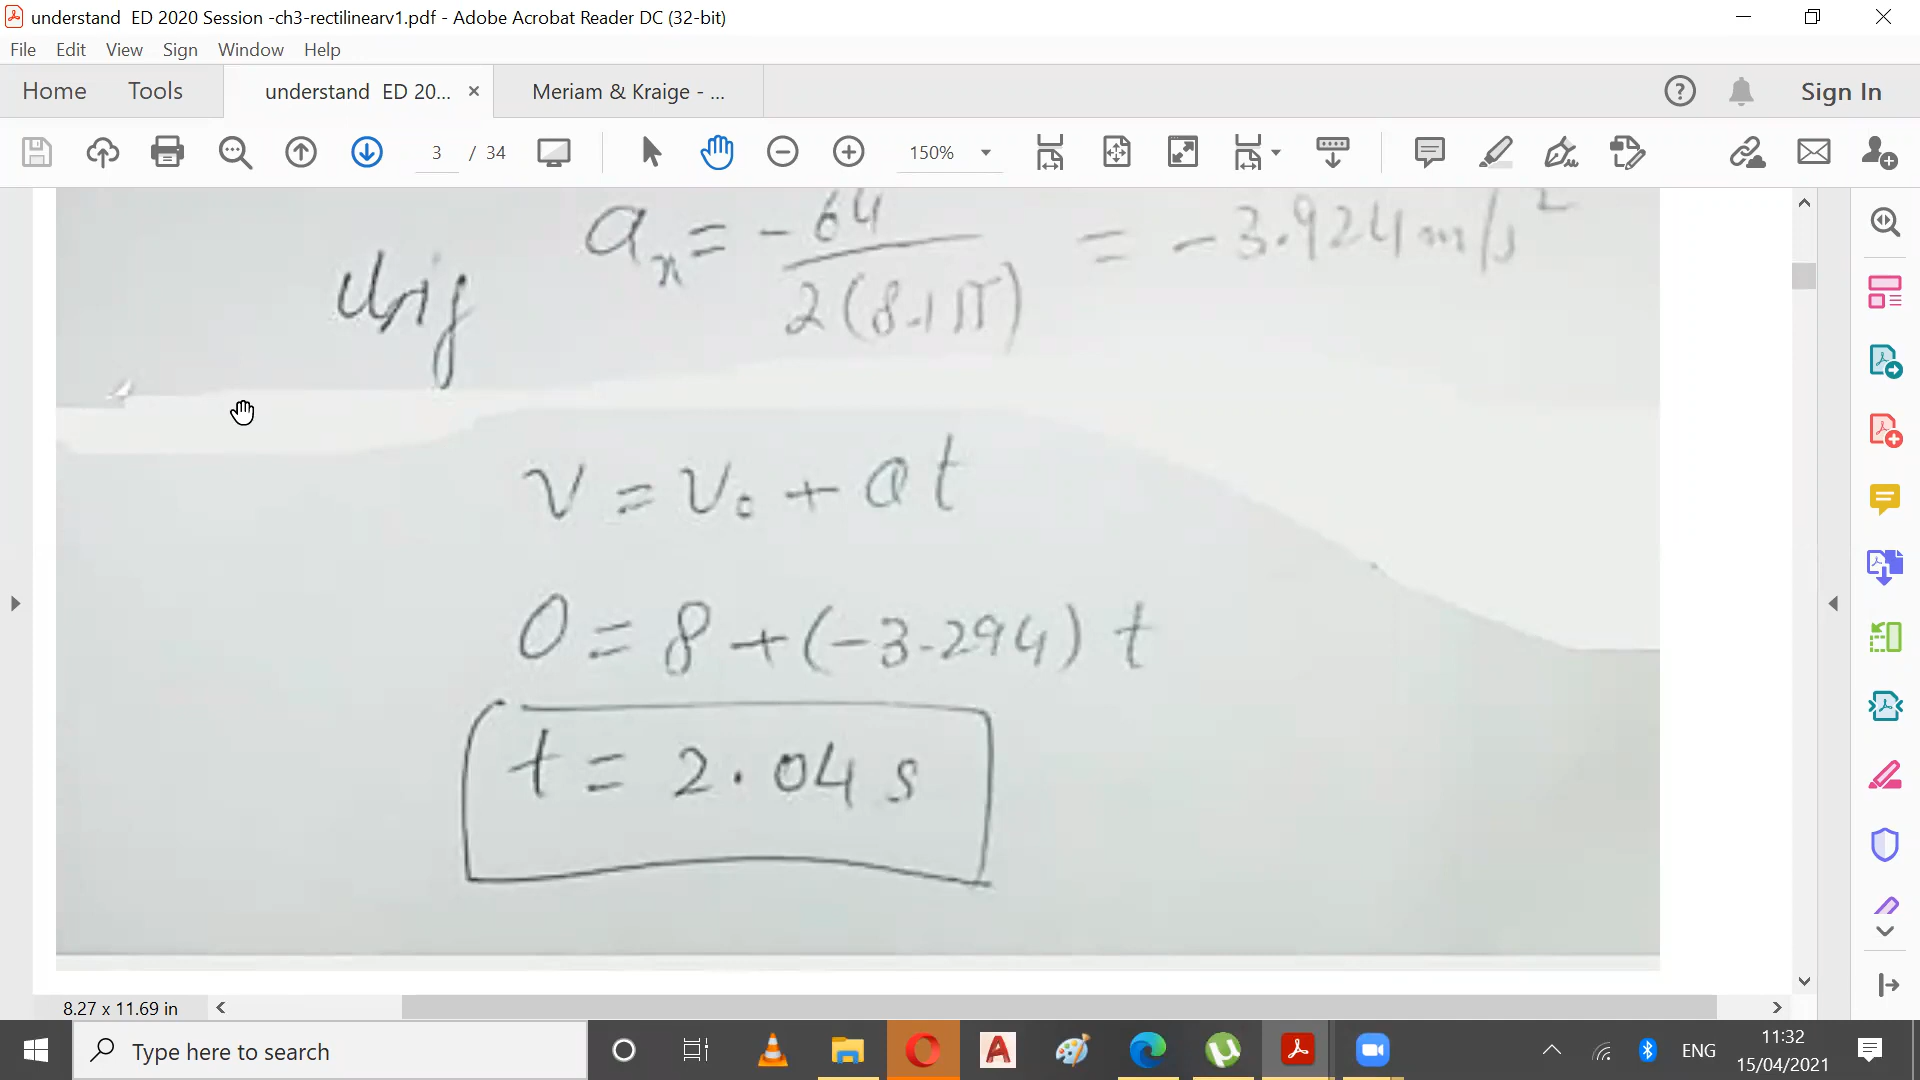 understand ED 2020 Session -ch3-rectilinearv1.pdf - Adobe Acrobat Reader DC (32-bit)
File Edit View Sign Window Help
Home Tools understand ED 20... × Meriam & Kraige - ... Sign In
3 / 34 150%
aₓ = -64 / 2(8.15) = -3.924 m/s²
V = V₀ + at
0 = 8 + (-3.294) t
t = 2.04 s
8.27 x 11.69 in
Type here to search
ENG
11:32
15/04/2021